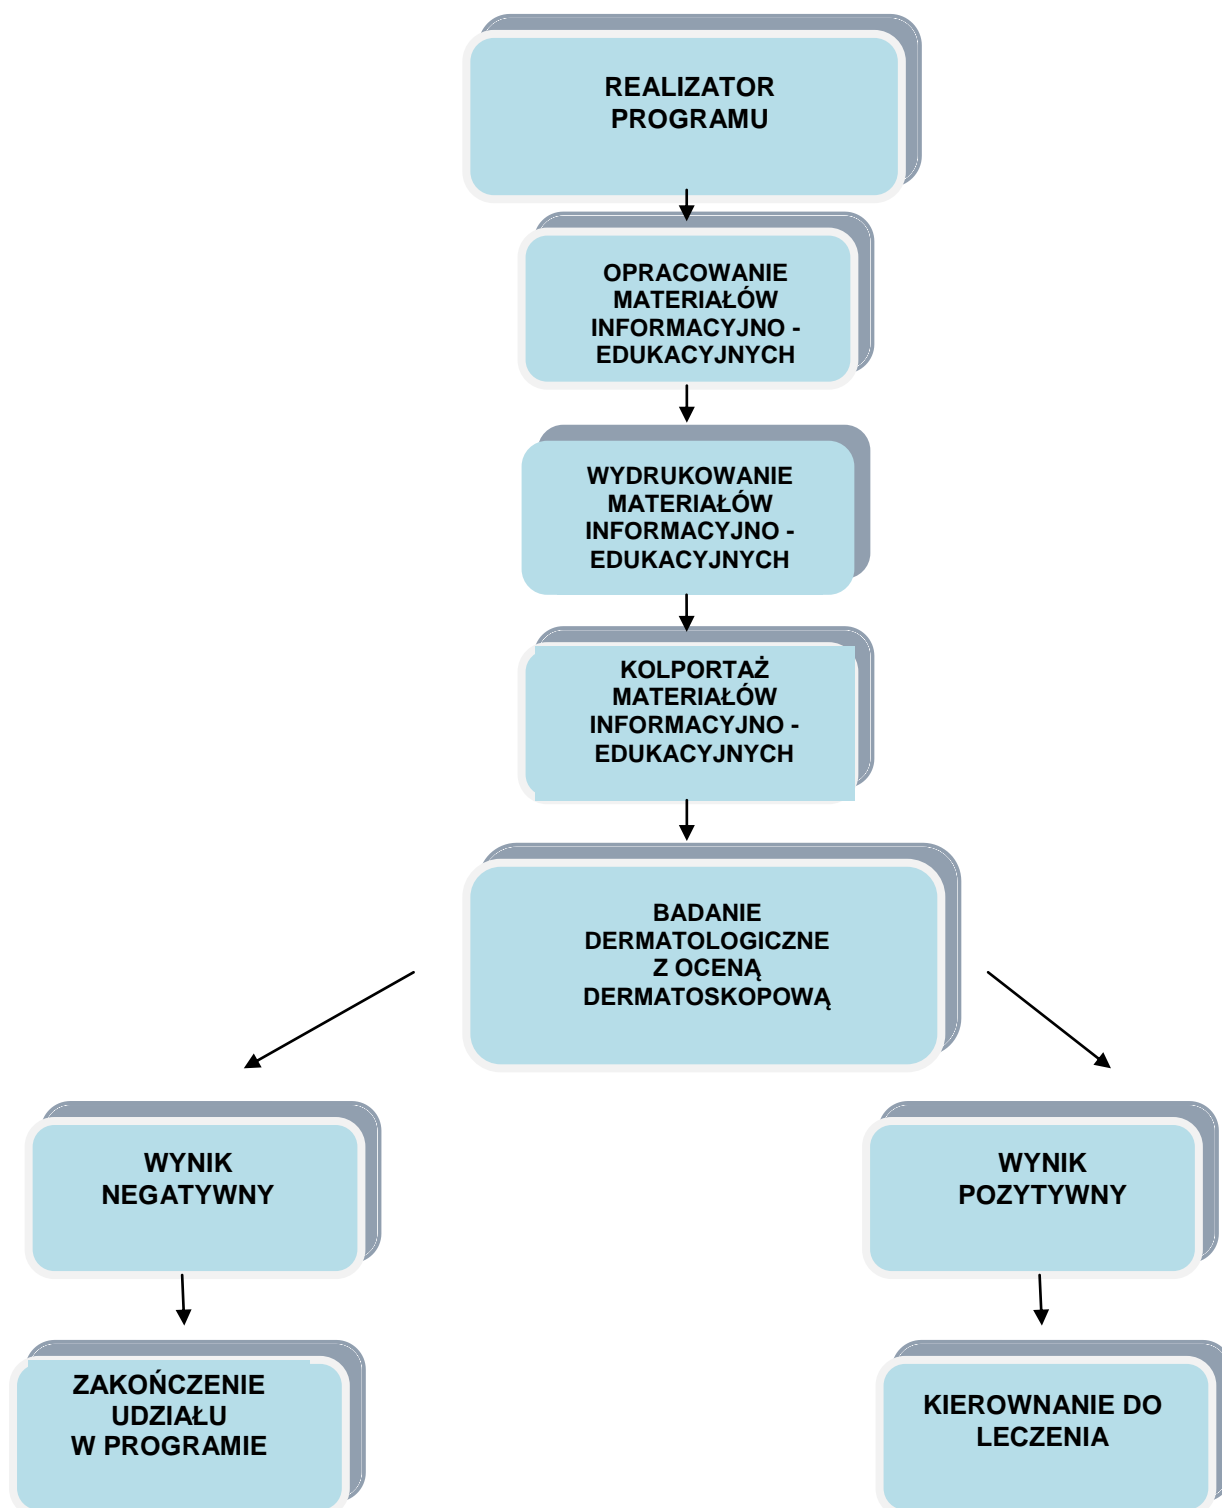 REALIZATOR
PROGRAMU
OPRACOWANIE
MATERIAŁÓW
INFORMACYJNO -
EDUKACYJNYCH
WYDRUKOWANIE
MATERIAŁÓW
INFORMACYJNO -
EDUKACYJNYCH
KOLPORTAŻ
MATERIAŁÓW
INFORMACYJNO -
EDUKACYJNYCH
BADANIE
DERMATOLOGICZNE
Z OCENĄ
DERMATOSKOPOWĄ
WYNIK
NEGATYWNY
WYNIK
POZYTYWNY
ZAKOŃCZENIE
UDZIAŁU
W PROGRAMIE
KIEROWNANIE DO
LECZENIA